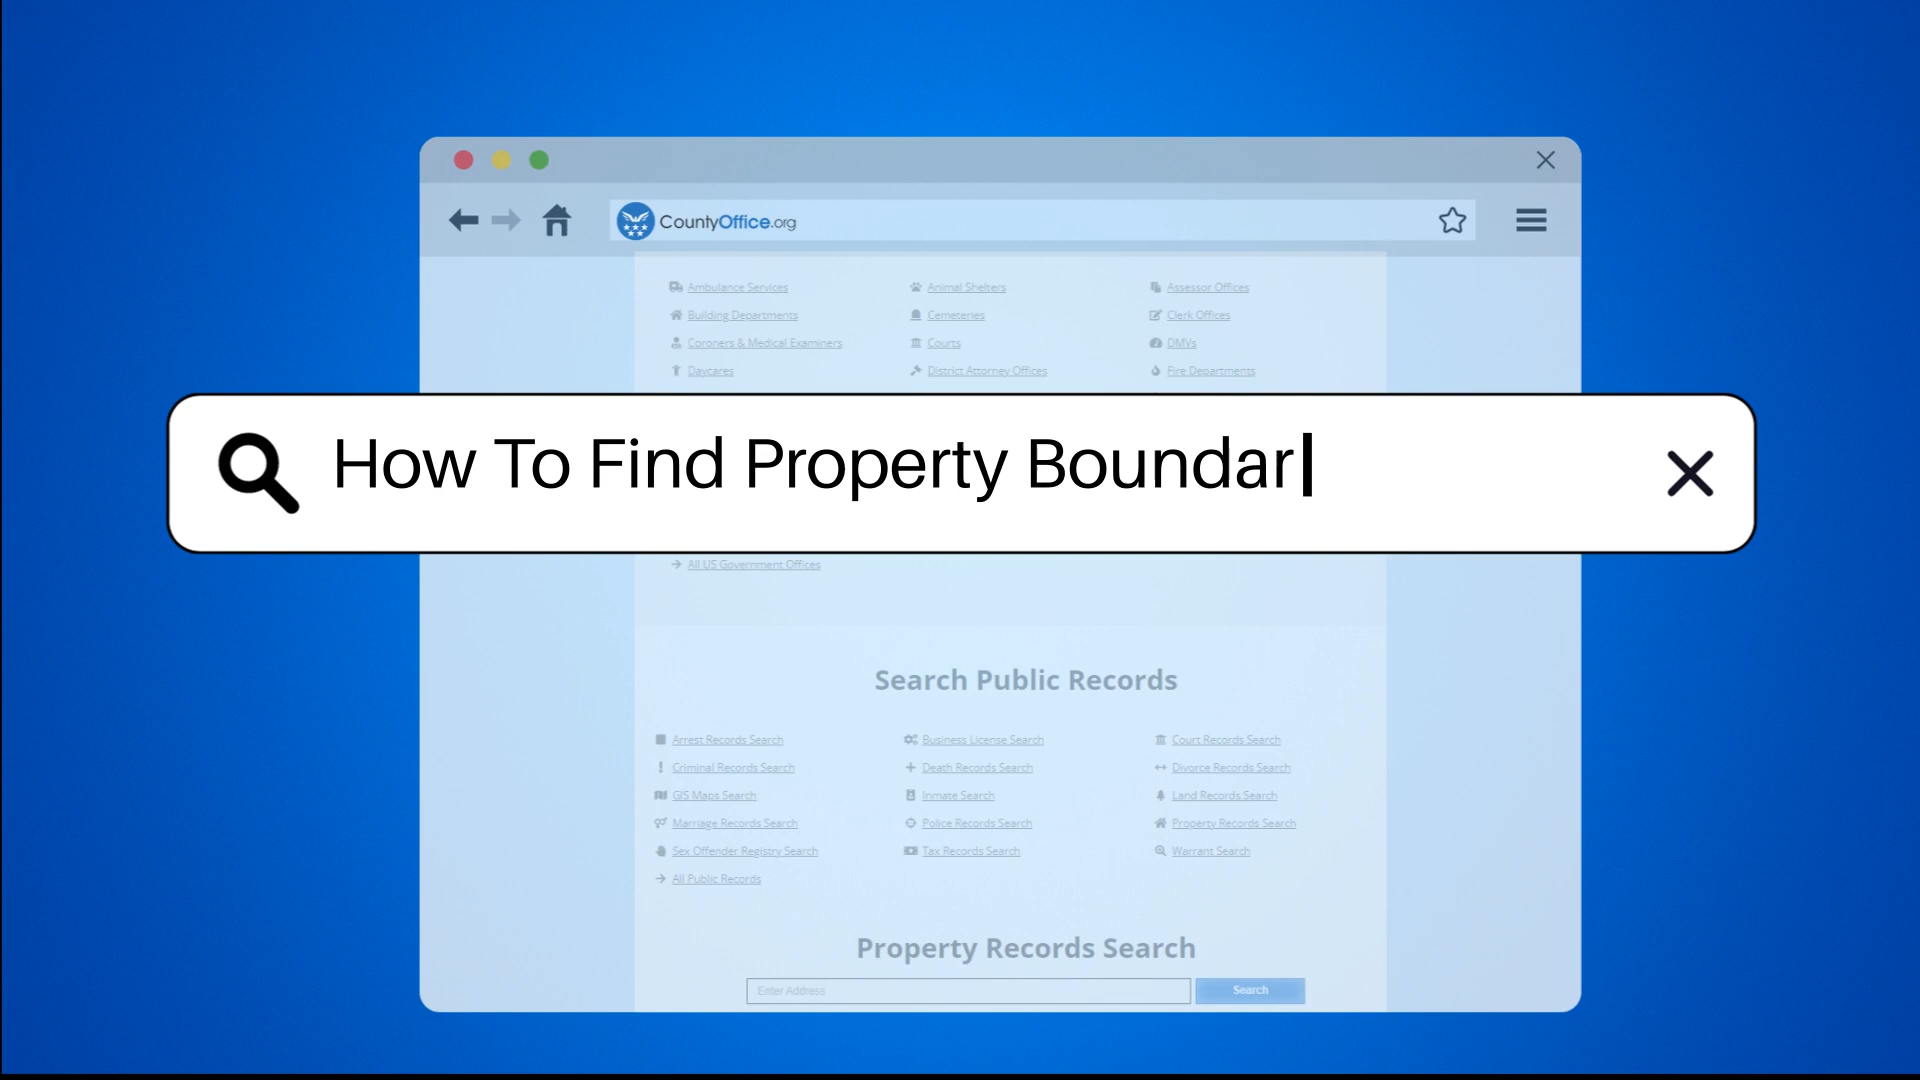 CountyOffice.org
Ambulance Services Animal Shelters Assessor Offices
Building Departments Cemeteries Clerk Offices
Coroners & Medical Examiners Courts DMVs
Daycares District Attorney Offices Fire Departments
How To Find Property Boundar
All US Government Offices
Search Public Records
Arrest Records Search Business License Search Court Records Search
Criminal Records Search Death Records Search Divorce Records Search
GIS Maps Search Inmate Search Land Records Search
Marriage Records Search Police Records Search Property Records Search
Sex Offender Registry Search Tax Records Search Warrant Search
All Public Records
Property Records Search
Enter Address Search